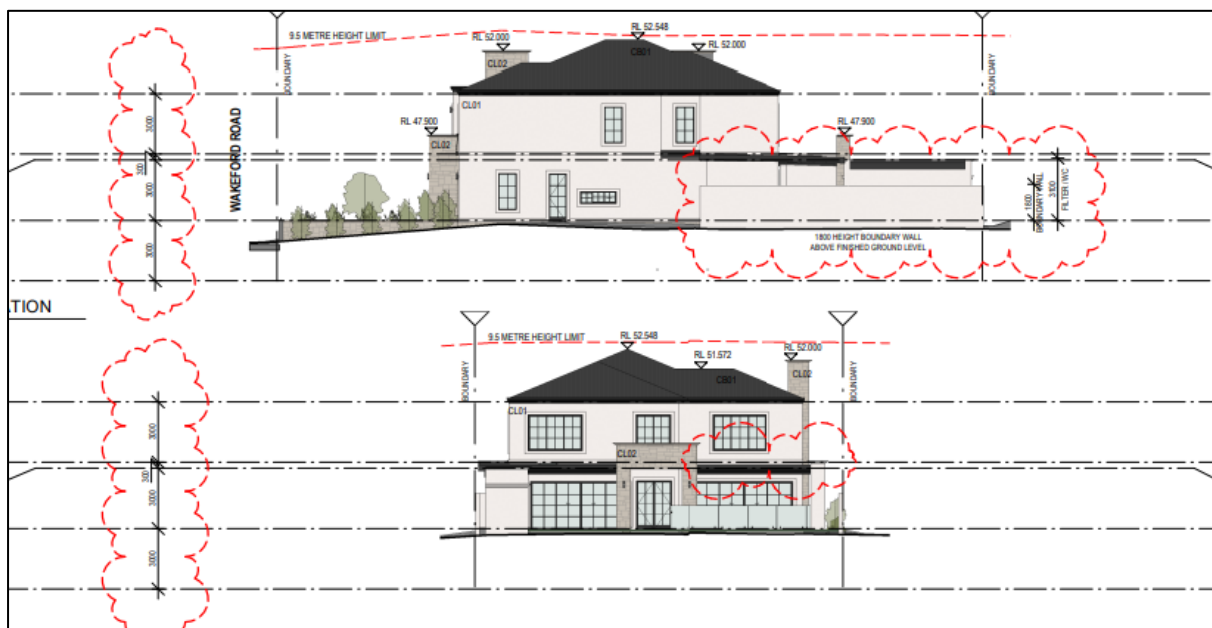 RL 52.548
9.5 METRE HEIGHT LIMIT
RL 52.000
RL 52.000
CB01
CL02
BOUNDARY
BOUNDARY
CL01
3000
RL 47.900
RL 47.900
CL02
WAKEFORD ROAD
300
3000
1800
BOUNDARY WALL
3100
FILTER / WC
3000
1800 HEIGHT BOUNDARY WALL
ABOVE FINISHED GROUND LEVEL
ATION
9.5 METRE HEIGHT LIMIT
RL 52.548
RL 51.572
RL 52.000
CB01
CL02
BOUNDARY
BOUNDARY
CL01
3000
CL02
300
3000
3000